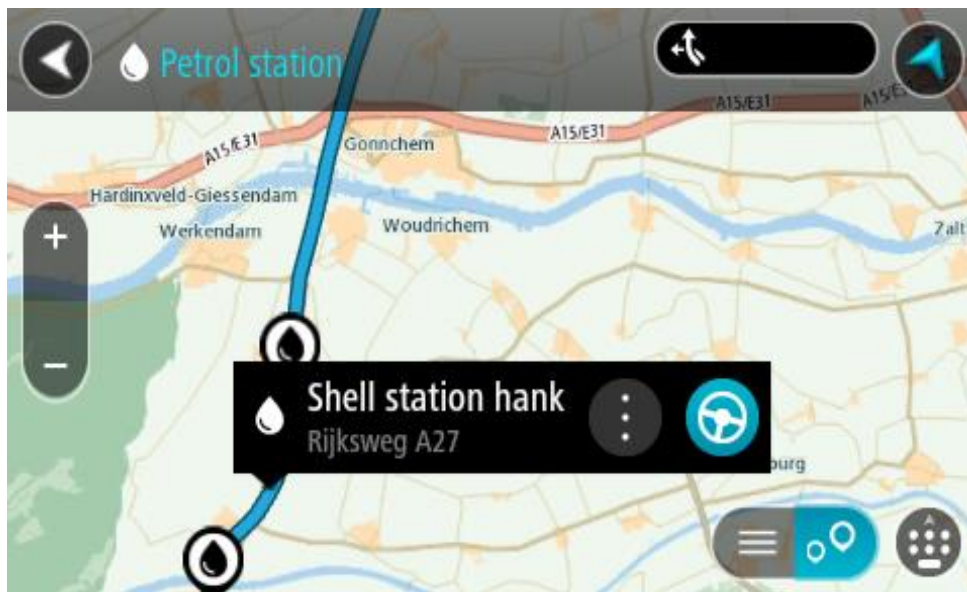 Petrol station
A15/E31
A15/E
A15/E31
A15/E31
Gonnchem
Hardinxveld-Giessendam
Werkendam
Woudrichem
Zalt
+
−
Shell station hank
Rijksweg A27
burg
A